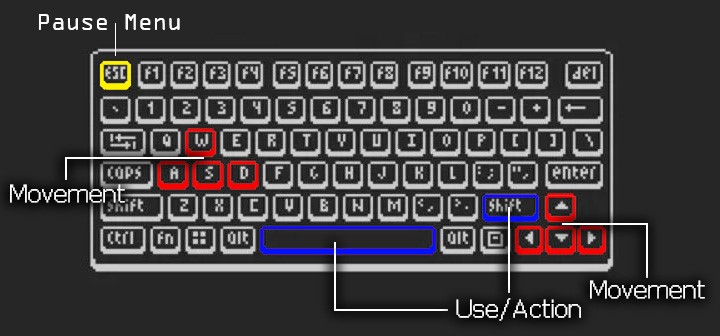 Pause Menu
ESC f1 f2 f3 f4 f5 f6 f7 f8 f9 f10 f11 f12 del
1 2 3 4 5 6 7 8 9 0 - + ←
Q W E R T Y U I O P [ ] \
caps A S D F G H J K L ; ", enter
Movement
Shift Z X C V B N M <, >. Shift
Ctrl fn Alt Alt
Movement
Use/Action